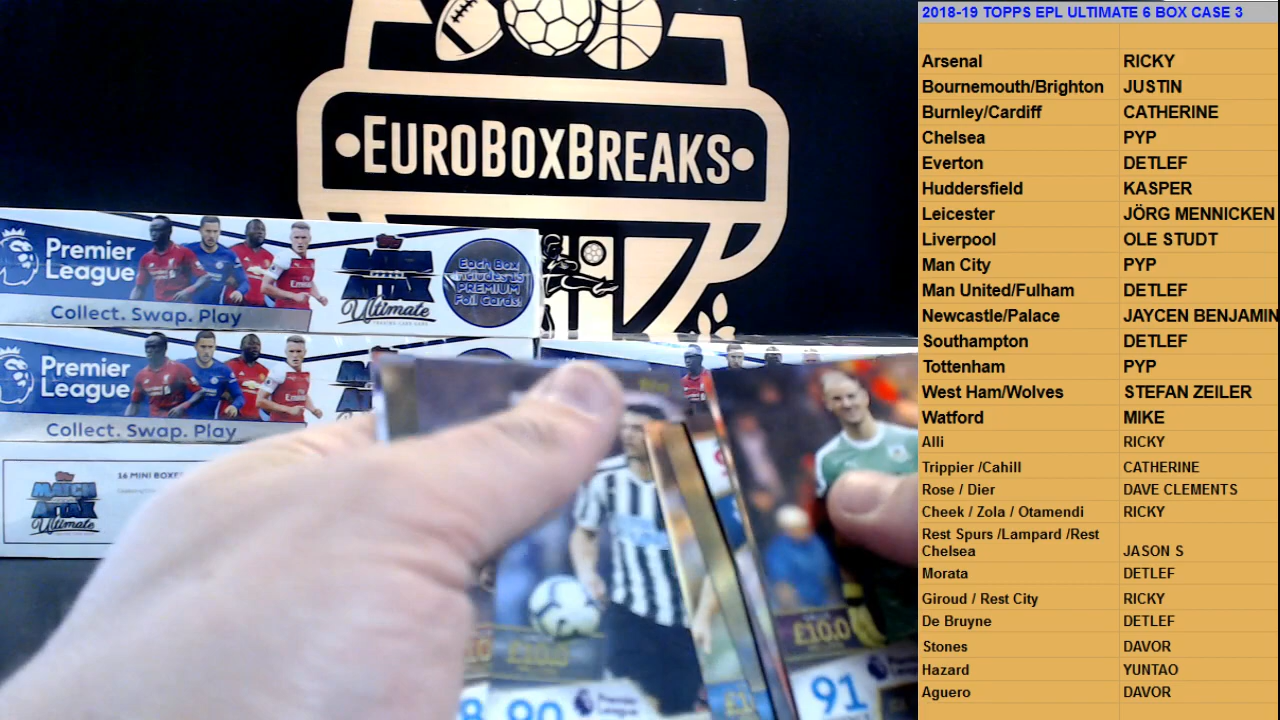 EUROBOXBREAKS
Premier League
Collect. Swap. Play
MATCH ATTAX
Ultimate
Each Box
includes 15
PREMIUM
Foil Cards!
Premier League
Collect. Swap. Play
16 MINI BOXES
MATCH ATTAX
Ultimate
£10.0
90
Premier League
£10.0
91
2018-19 TOPPS EPL ULTIMATE 6 BOX CASE 3
Arsenal RICKY
Bournemouth/Brighton JUSTIN
Burnley/Cardiff CATHERINE
Chelsea PYP
Everton DETLEF
Huddersfield KASPER
Leicester JÖRG MENNICKEN
Liverpool OLE STUDT
Man City PYP
Man United/Fulham DETLEF
Newcastle/Palace JAYCEN BENJAMIN
Southampton DETLEF
Tottenham PYP
West Ham/Wolves STEFAN ZEILER
Watford MIKE
Alli RICKY
Trippier /Cahill CATHERINE
Rose / Dier DAVE CLEMENTS
Cheek / Zola / Otamendi RICKY
Rest Spurs /Lampard /Rest
Chelsea JASON S
Morata DETLEF
Giroud / Rest City RICKY
De Bruyne DETLEF
Stones DAVOR
Hazard YUNTAO
Aguero DAVOR